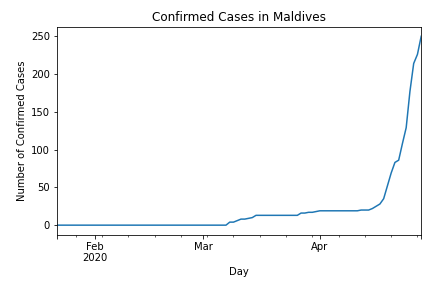 Confirmed Cases in Maldives
250
200
150
100
50
0
Number of Confirmed Cases
Feb
2020
Mar
Apr
Day